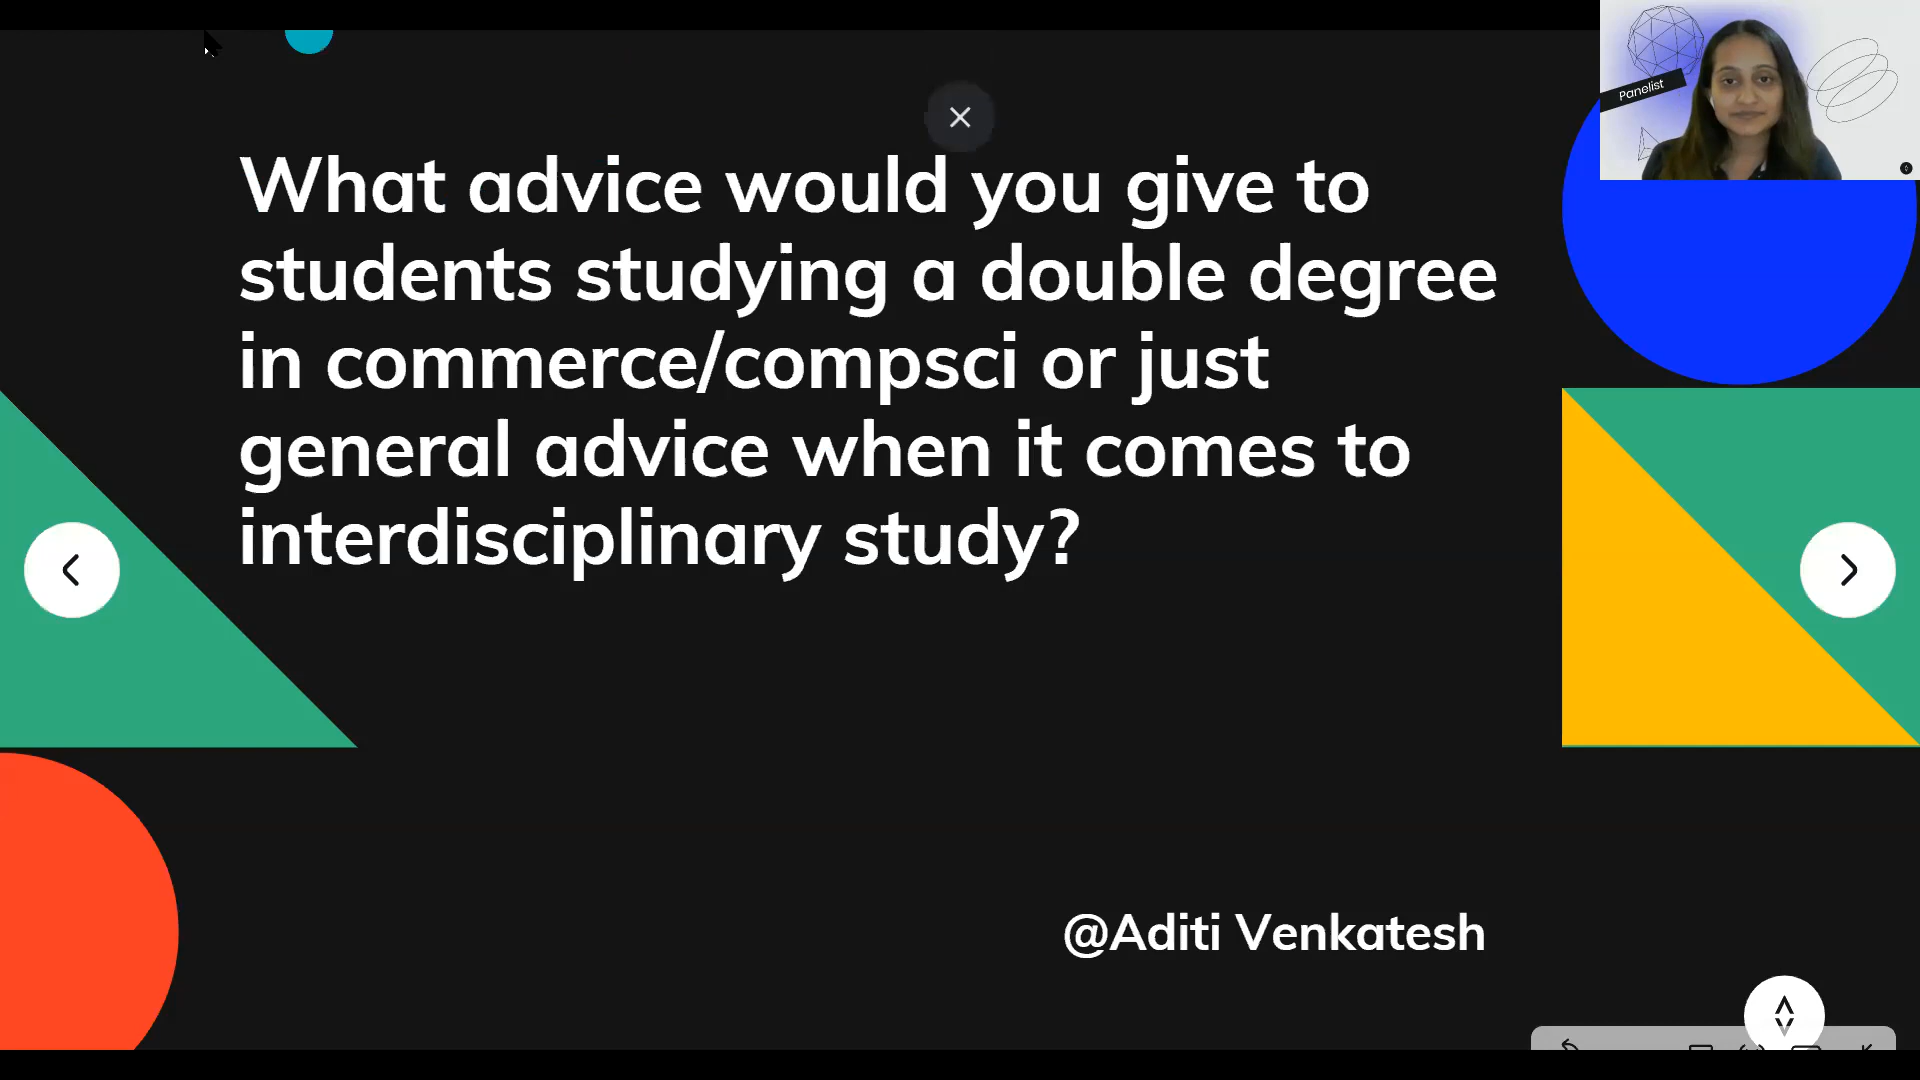 Panelist
What advice would you give to
students studying a double degree
in commerce/compsci or just
general advice when it comes to
interdisciplinary study?
@Aditi Venkatesh